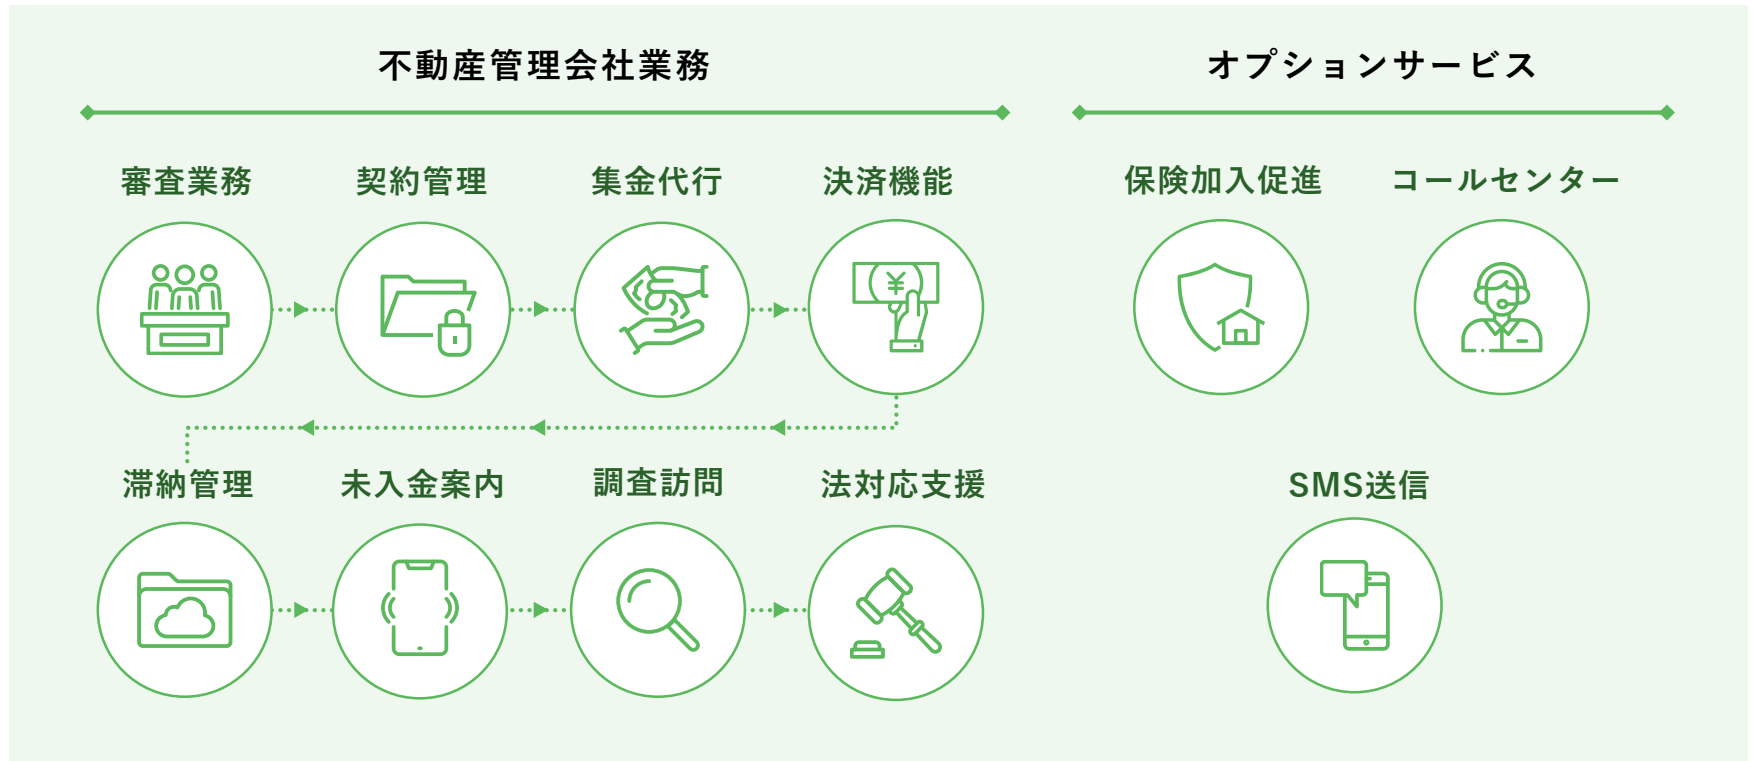 不動産管理会社業務
オプションサービス
審査業務
契約管理
集金代行
決済機能
保険加入促進
コールセンター
¥
滞納管理
未入金案内
調査訪問
法対応支援
SMS送信